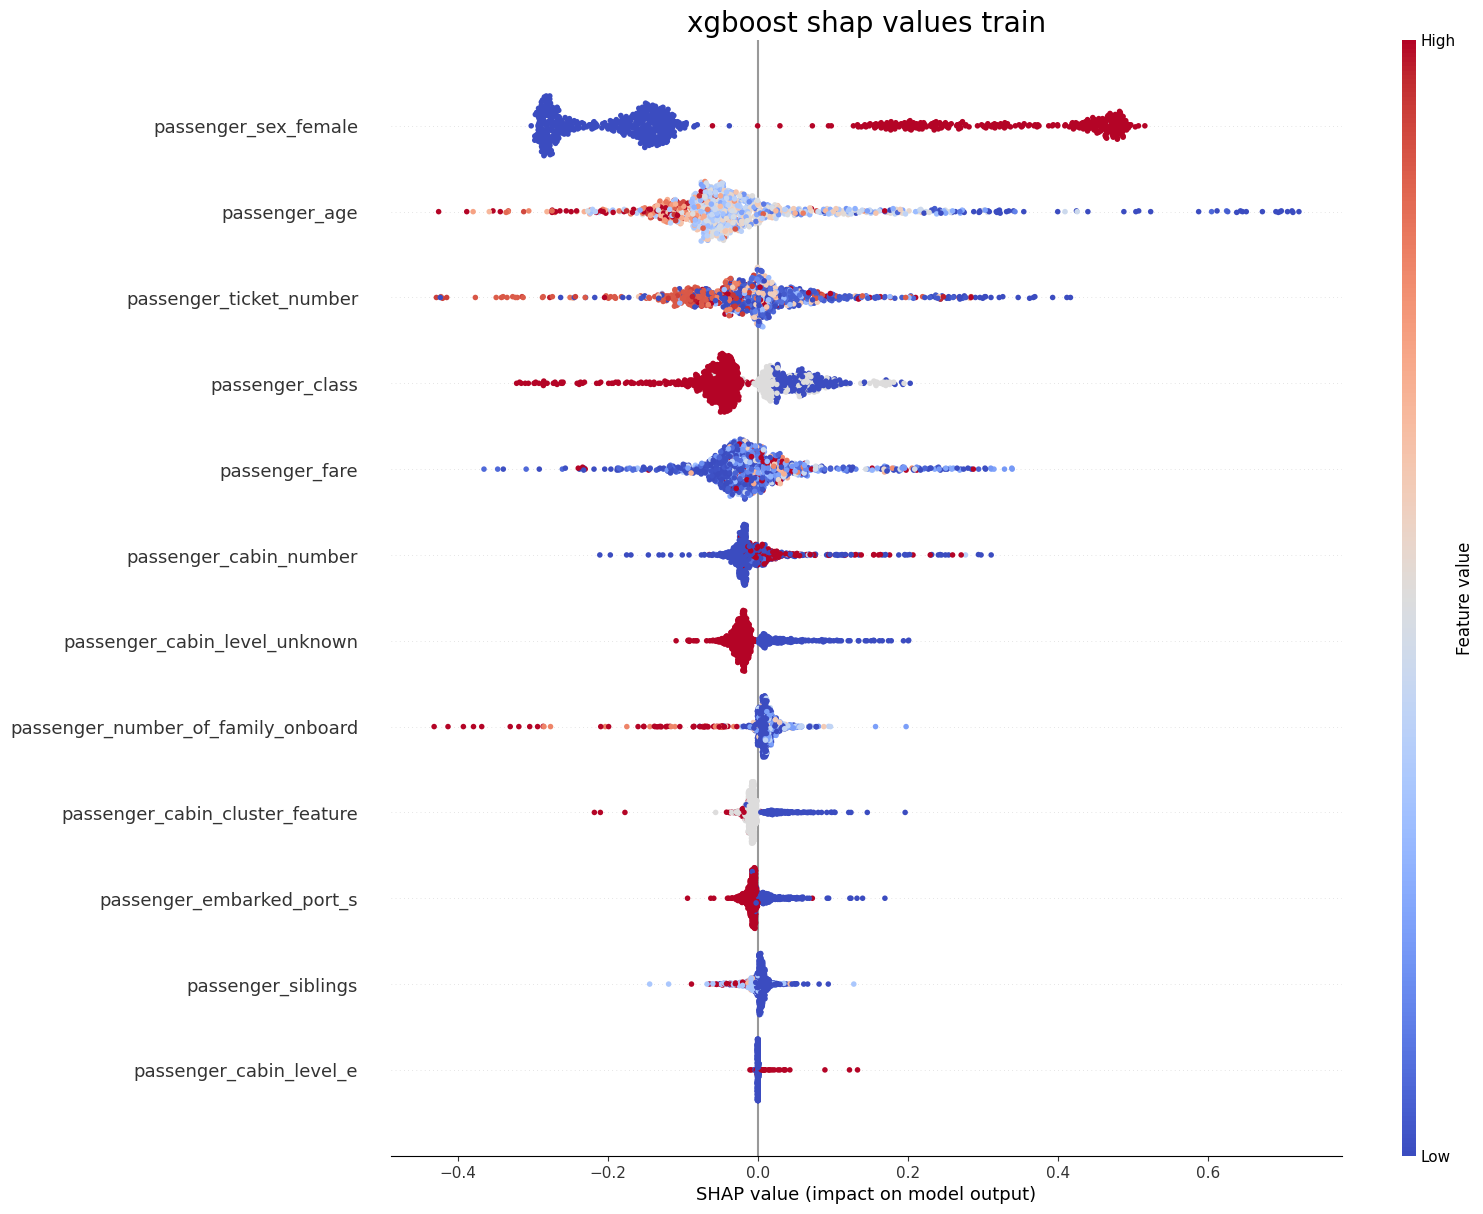 xgboost shap values train
High
passenger_sex_female
passenger_age
passenger_ticket_number
passenger_class
passenger_fare
passenger_cabin_number
passenger_cabin_level_unknown
passenger_number_of_family_onboard
passenger_cabin_cluster_feature
passenger_embarked_port_s
passenger_siblings
passenger_cabin_level_e
Feature value
Low
−0.4 −0.2 0.0 0.2 0.4 0.6
SHAP value (impact on model output)